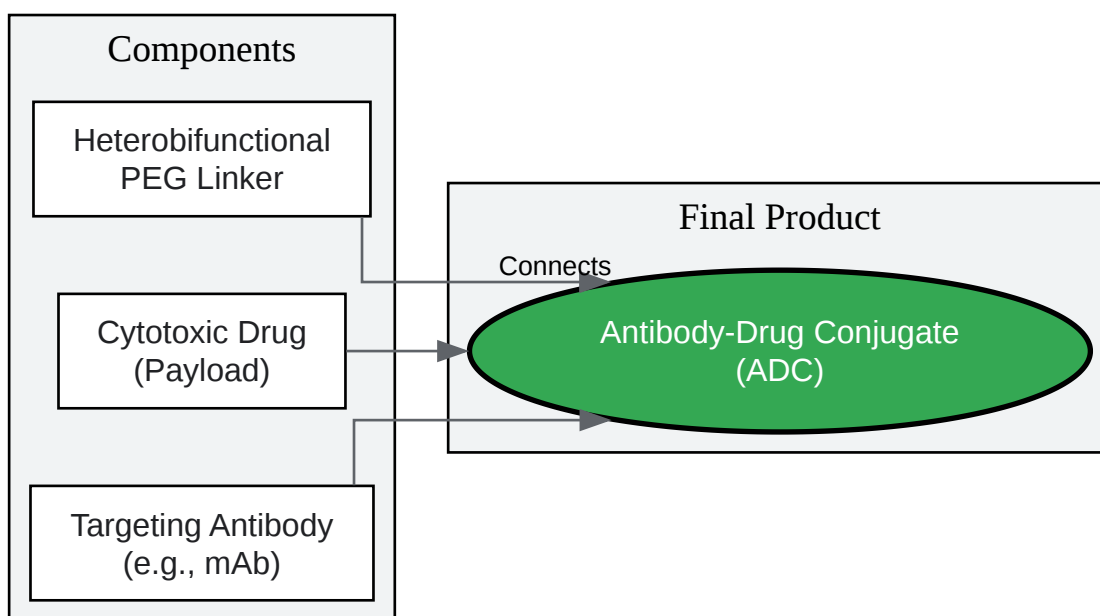 Components
Heterobifunctional
PEG Linker
Cytotoxic Drug
(Payload)
Targeting Antibody
(e.g., mAb)
Connects
Final Product
Antibody-Drug Conjugate
(ADC)